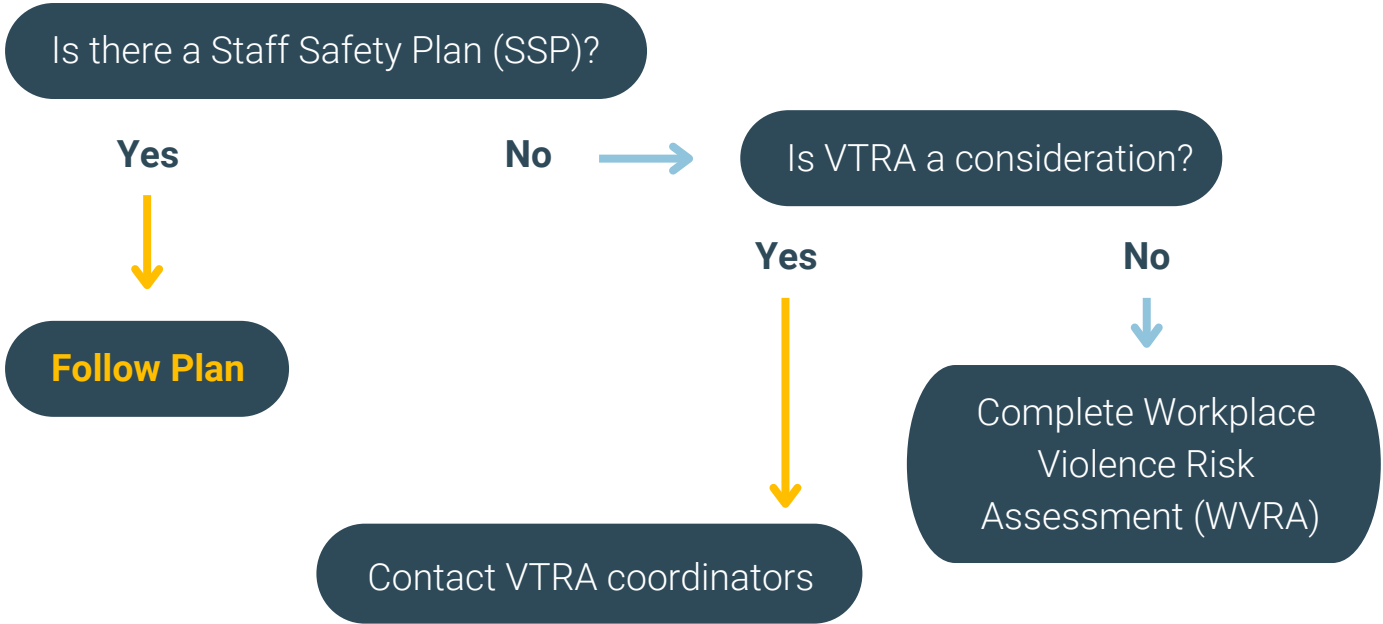 Is there a Staff Safety Plan (SSP)?
Yes
No
Is VTRA a consideration?
Yes
No
Follow Plan
Complete Workplace
Violence Risk
Assessment (WVRA)
Contact VTRA coordinators